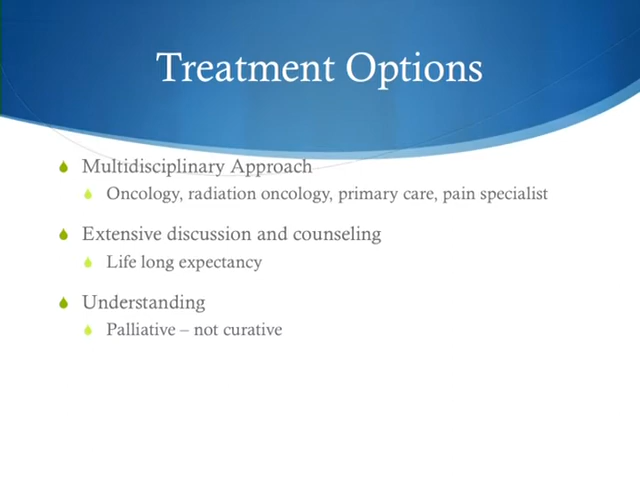 Treatment Options
Multidisciplinary Approach
Oncology, radiation oncology, primary care, pain specialist
Extensive discussion and counseling
Life long expectancy
Understanding
Palliative – not curative